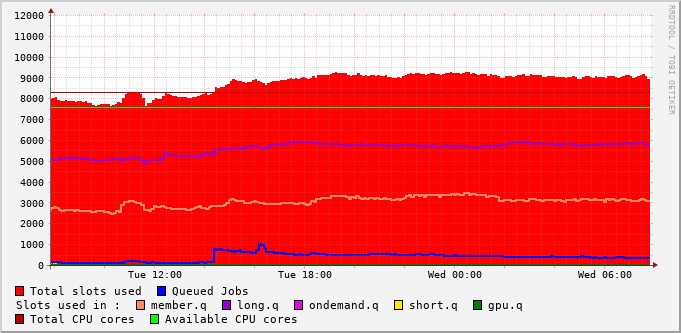 12000
11000
10000
9000
8000
7000
6000
5000
4000
3000
2000
1000
0
Tue 12:00 Tue 18:00 Wed 00:00 Wed 06:00
RRDTOOL / TOBI OETIKER
Total slots used Queued Jobs
Slots used in : member.q long.q ondemand.q short.q gpu.q
Total CPU cores Available CPU cores